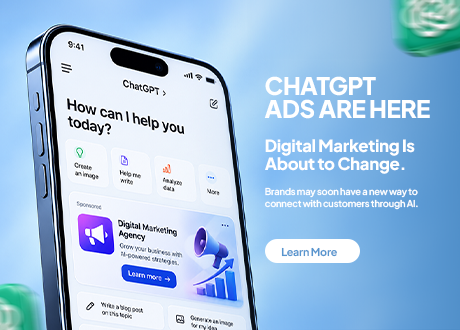 9:41
ChatGPT >
How can I help you
today?
Create
an image
Help me
write
Analyze
data
More
Sponsored
Digital Marketing
Agency
Grow your business with
AI-powered strategies.
Learn more →
Write a blog post
on this topic
Generate an image
for my idea
CHATGPT
ADS ARE HERE
Digital Marketing Is
About to Change.
Brands may soon have a new way to
connect with customers through AI.
Learn More